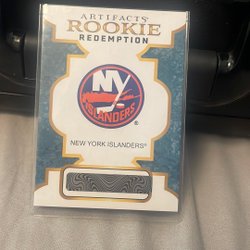 ARTIFACTS
ROOKIE
REDEMPTION
NY
ISLANDERS
®
NEW YORK ISLANDERS®